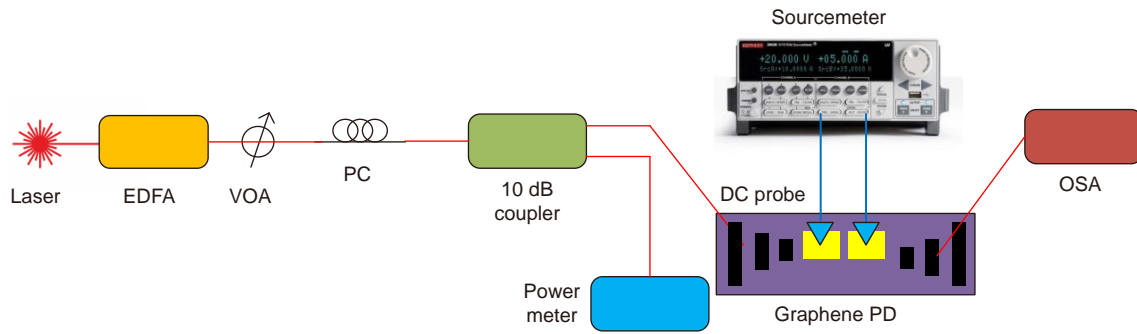 Sourcemeter
+20.000 V +05.000 A
Laser
EDFA
VOA
PC
10 dB
coupler
DC probe
OSA
Power
meter
Graphene PD